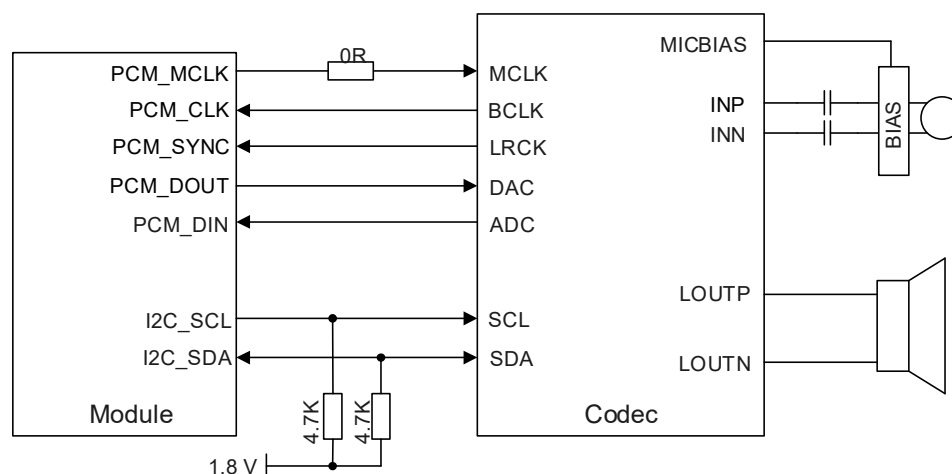 0R
MICBIAS
PCM_MCLK
MCLK
PCM_CLK
BCLK
INP
PCM_SYNC
LRCK
INN
BIAS
PCM_DOUT
DAC
PCM_DIN
ADC
LOUTP
I2C_SCL
SCL
I2C_SDA
SDA
LOUTN
4.7K
4.7K
Module
Codec
1.8 V